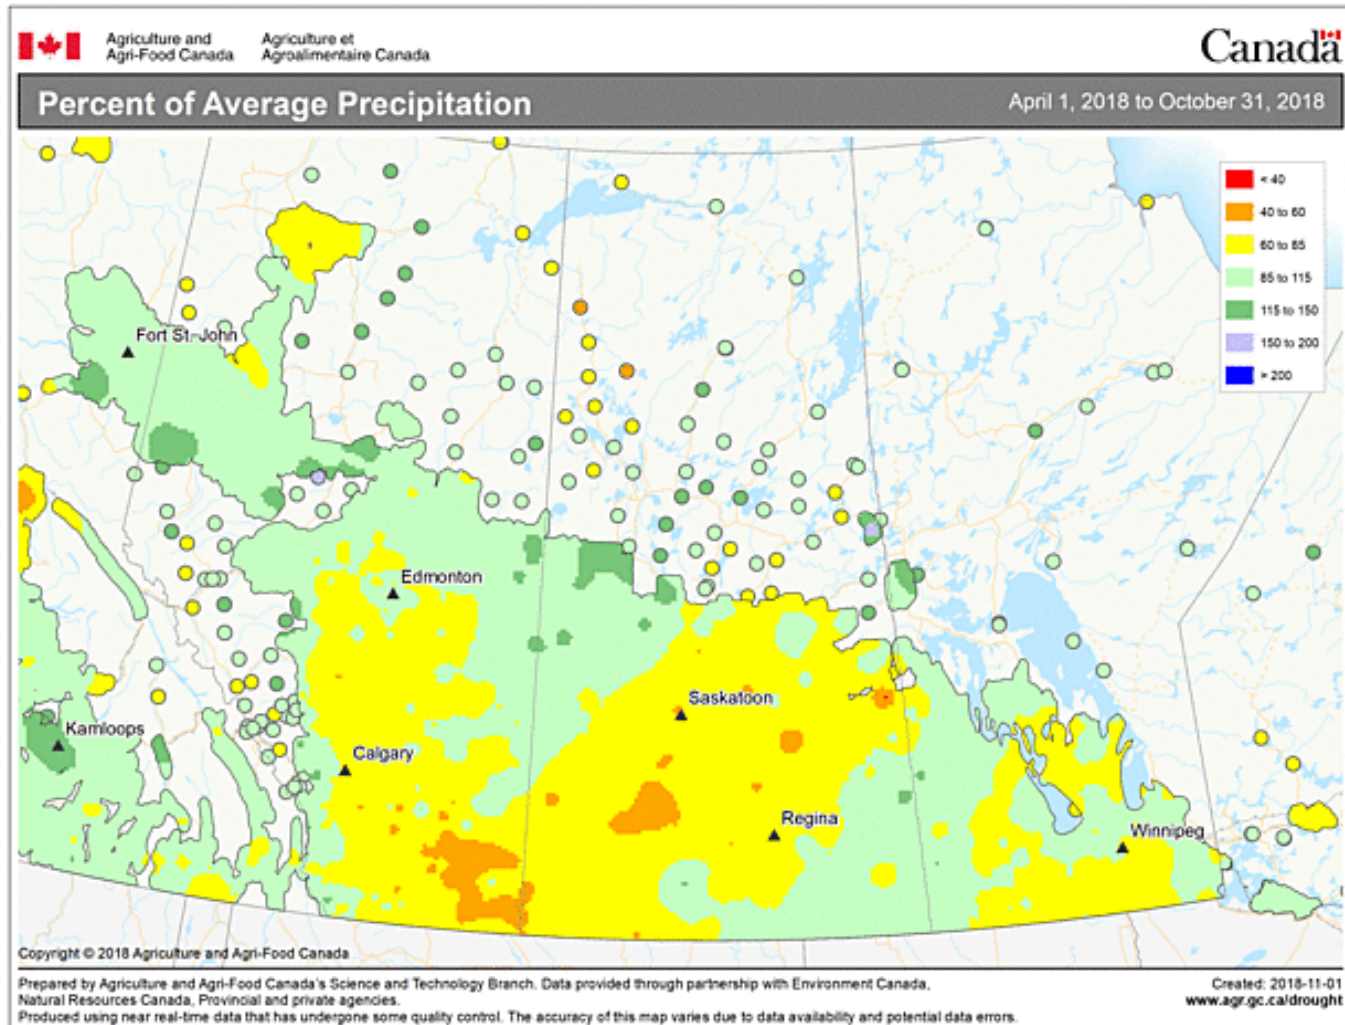 Agriculture and
Agri-Food Canada
Agriculture et
Agroalimentaire Canada
Canada
Percent of Average Precipitation
April 1, 2018 to October 31, 2018
< 40
40 to 60
60 to 85
85 to 115
115 to 150
150 to 200
> 200
Fort St. John
Edmonton
Saskatoon
Kamloops
Calgary
Regina
Winnipeg
Copyright © 2018 Agriculture and Agri-Food Canada
Prepared by Agriculture and Agri-Food Canada's Science and Technology Branch. Data provided through partnership with Environment Canada,
Natural Resources Canada, Provincial and private agencies.
Produced using near real-time data that has undergone some quality control. The accuracy of this map varies due to data availability and potential data errors.
Created: 2018-11-01
www.agr.gc.ca/drought